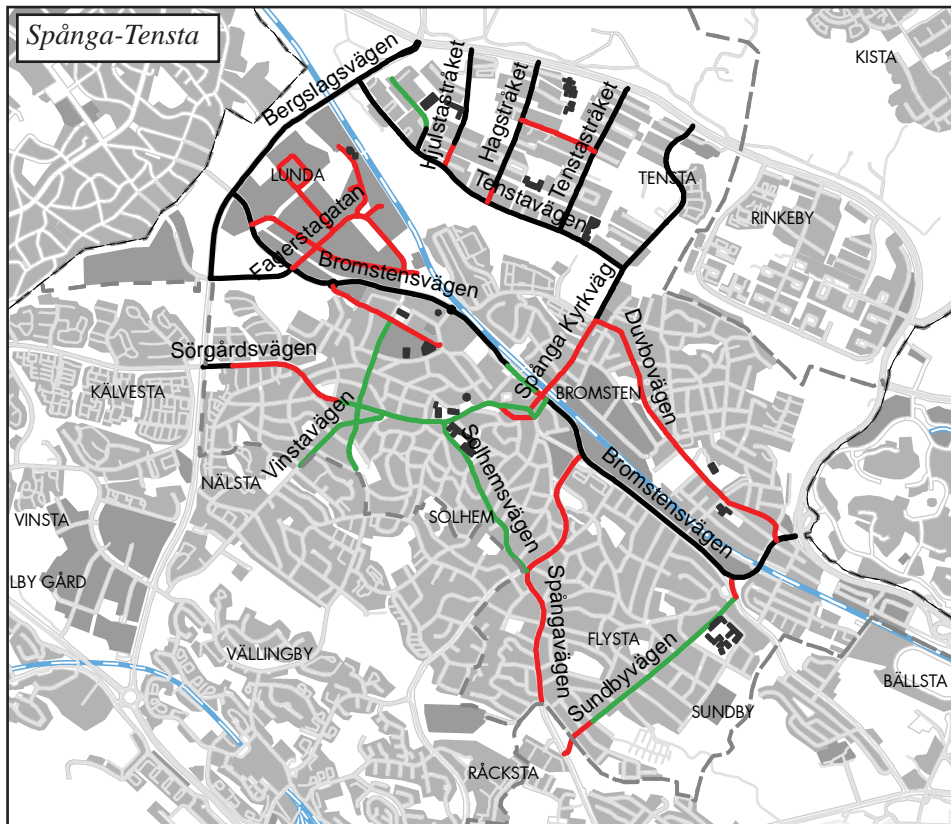 Spånga-Tensta
KISTA
Bergslagsvägen
Hjulstastråket
Hagstråket
Tenstastråket
LUNDA
TENSTA
Tenstavägen
RINKEBY
Fagerstagatan
Bromstensvägen
Spånga Kyrkväg
Duvbovägen
Sörgårdsvägen
KÄLVESTA
BROMSTEN
Vinstavägen
Solhemsvägen
NÄLSTA
Bromstensvägen
VINSTA
SOLHEM
LBY GÅRD
Spångavägen
FLYSTA
Sundbyvägen
VÄLLINGBY
BÄLLSTA
SUNDBY
RÅCKSTA